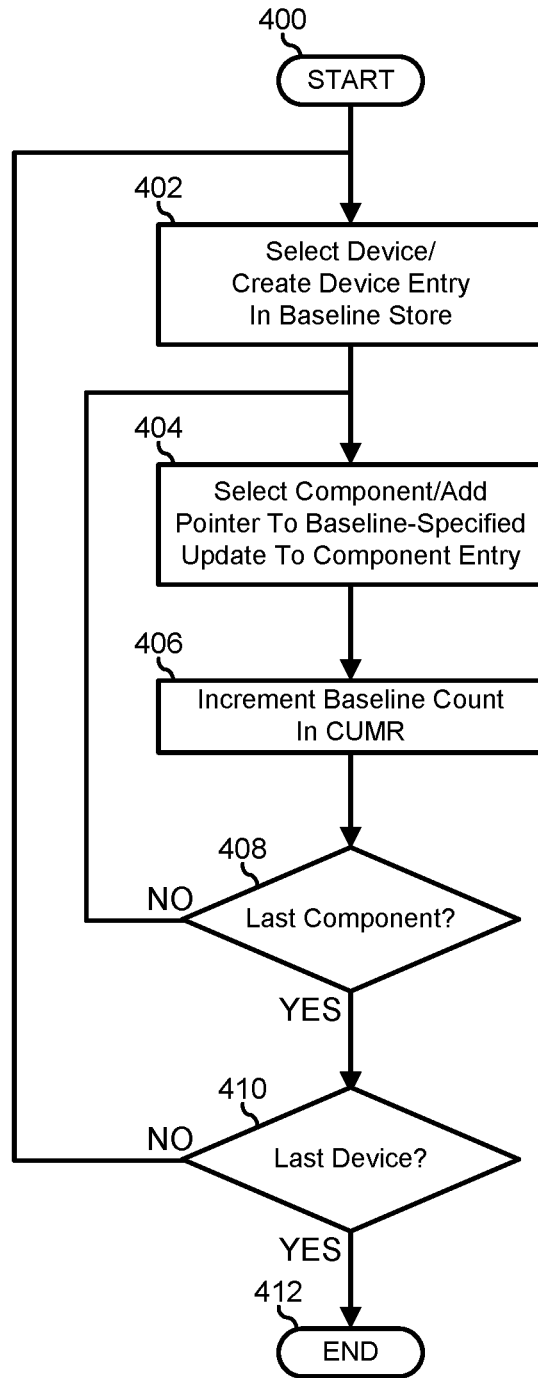 400
START
402
Select Device/
Create Device Entry
In Baseline Store
404
Select Component/Add
Pointer To Baseline-Specified
Update To Component Entry
406
Increment Baseline Count
In CUMR
408
NO
Last Component?
YES
410
NO
Last Device?
YES
412
END